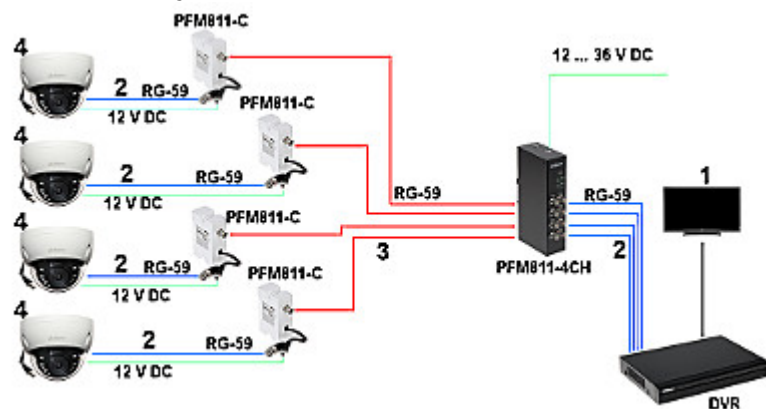 PFM811-C
4
2 RG-59
12 V DC
PFM811-C
12 ... 36 V DC
4
2 RG-59
12 V DC
PFM811-C
RG-59
RG-59
1
4
2 RG-59
12 V DC
3
PFM811-C
2
PFM811-4CH
4
2 RG-59
12 V DC
DVR